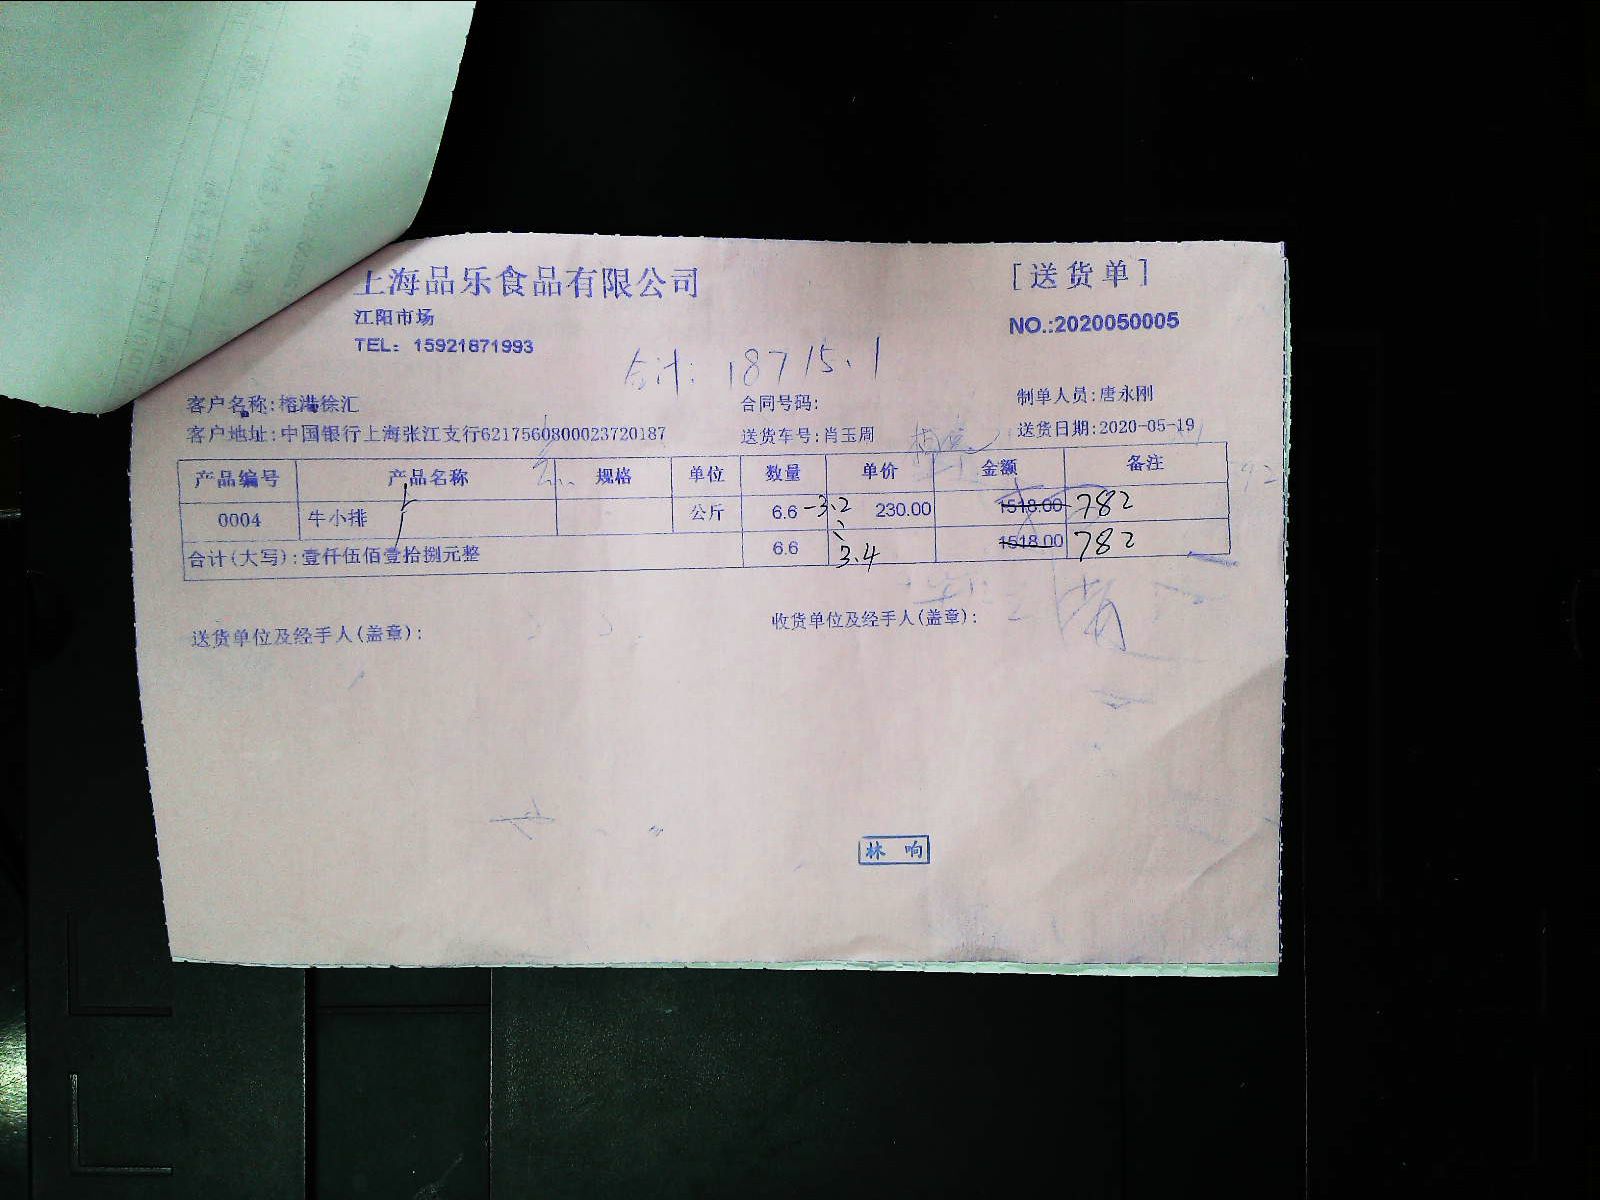 上海品乐食品有限公司
[送货单]
江阳市场
NO.:2020050005
TEL: 15921871993
合计: 18715.1
客户名称:榕港徐汇 合同号码: 制单人员:唐永刚
客户地址:中国银行上海张江支行6217560800023720187 送货车号:肖玉周 送货日期:2020-05-19
产品编号 产品名称 规格 单位 数量 单价 金额 备注
0004 牛小排 公斤 6.6 -3.2 230.00 1518.00 782
合计(大写):壹仟伍佰壹拾捌元整 6.6 3.4 1518.00 782
送货单位及经手人(盖章): 收货单位及经手人(盖章):
林 响